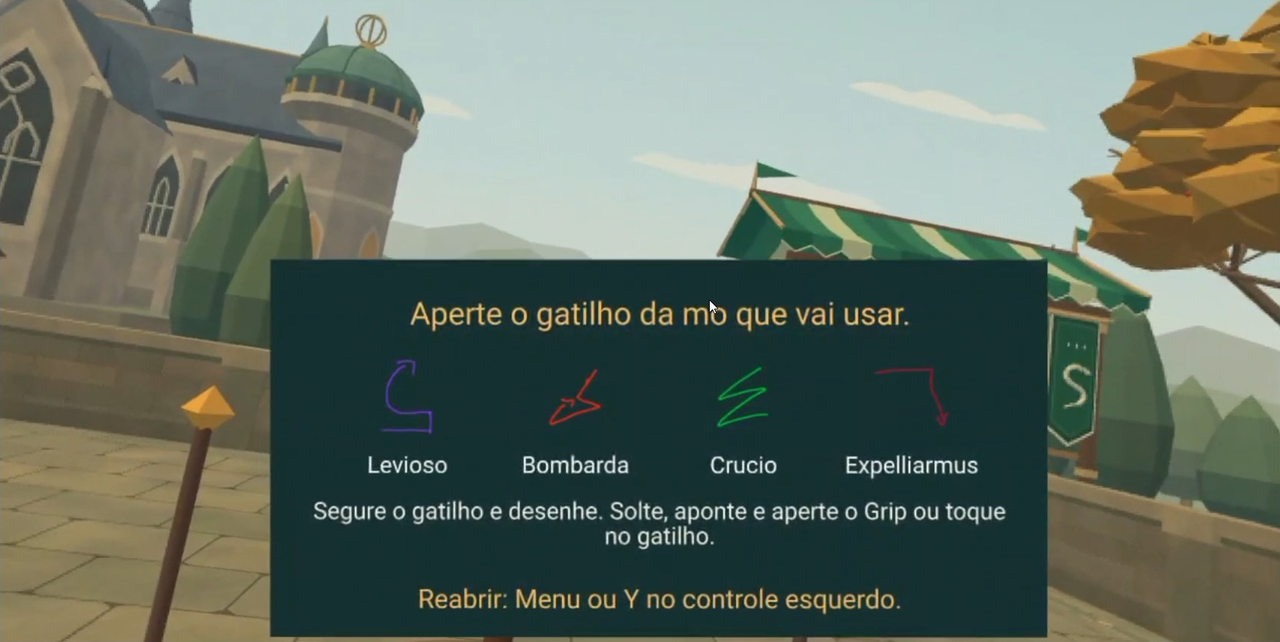 Aperte o gatilho da mo que vai usar.
Levioso Bombarda Crucio Expelliarmus
Segure o gatilho e desenhe. Solte, aponte e aperte o Grip ou toque
no gatilho.
Reabrir: Menu ou Y no controle esquerdo.
S